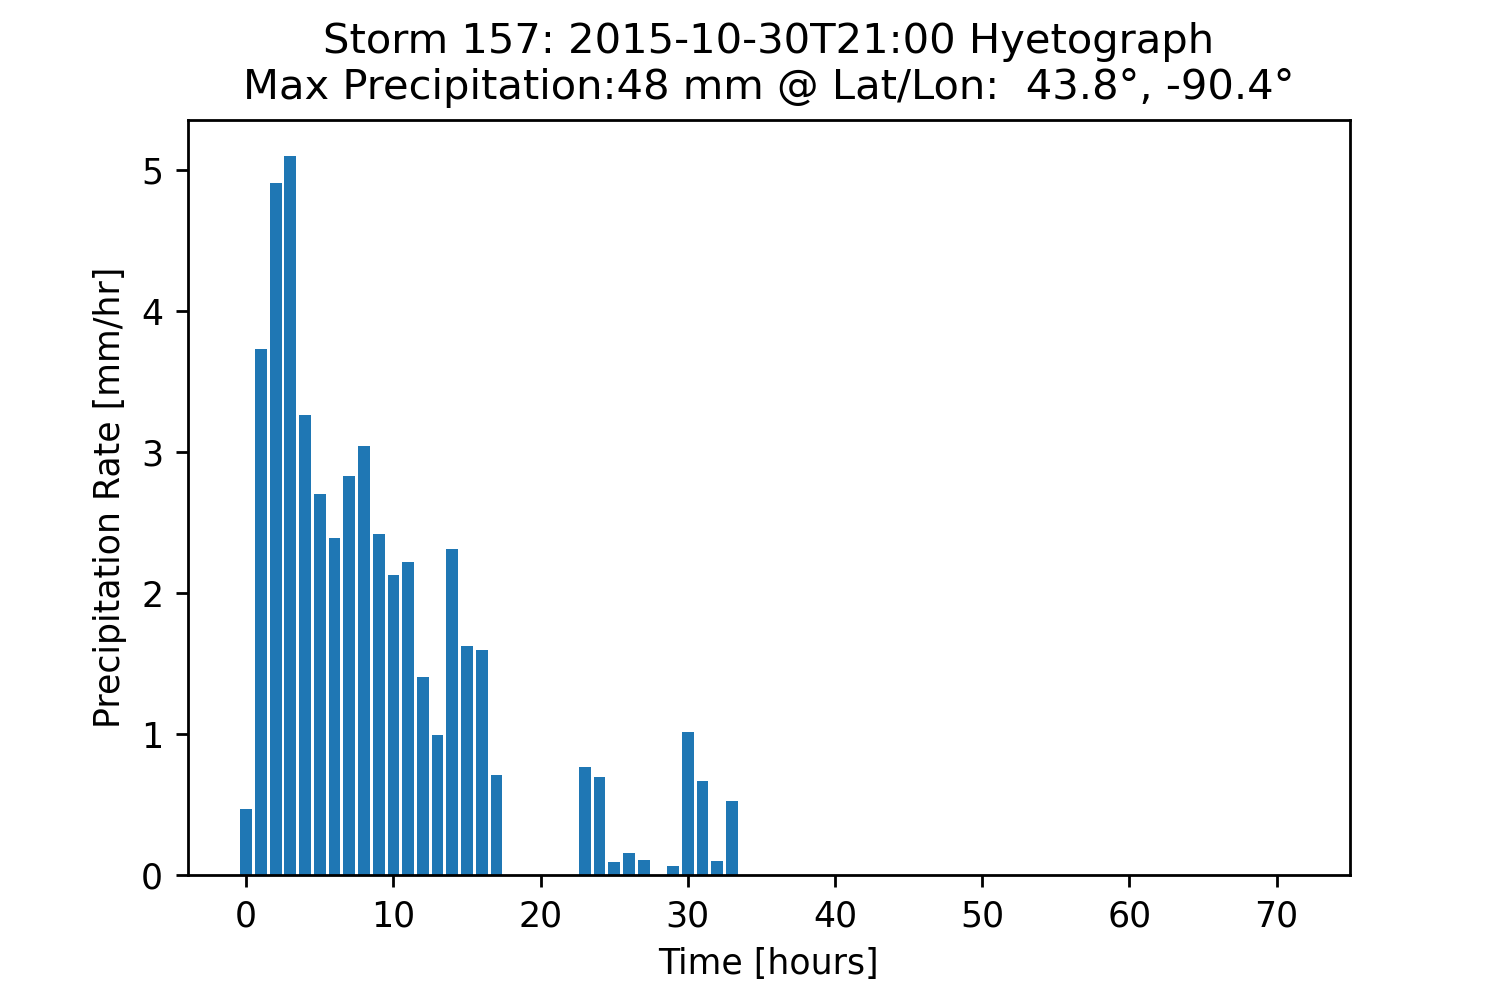 Storm 157: 2015-10-30T21:00 Hyetograph
Max Precipitation:48 mm @ Lat/Lon:  43.8°, -90.4°
5
4
3
2
1
0
Precipitation Rate [mm/hr]
0 10 20 30 40 50 60 70
Time [hours]